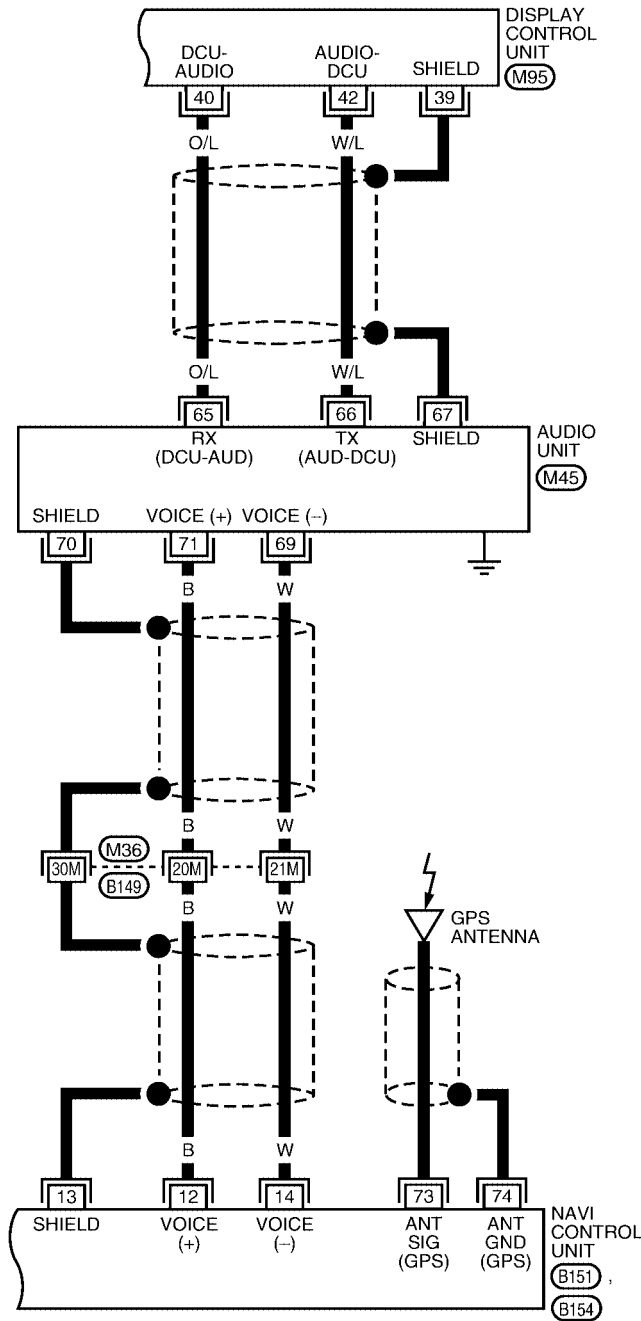 DISPLAY
CONTROL
UNIT
M95
DCU-
AUDIO
AUDIO-
DCU
SHIELD
40
42
39
O/L
W/L
O/L
W/L
65
66
67
RX
(DCU-AUD)
TX
(AUD-DCU)
SHIELD
AUDIO
UNIT
M45
SHIELD
VOICE (+)
VOICE (–)
70
71
69
B
W
B
W
M36
30M
20M
21M
B149
B
W
GPS
ANTENNA
B
W
13
12
14
73
74
SHIELD
VOICE
(+)
VOICE
(–)
ANT
SIG
(GPS)
ANT
GND
(GPS)
NAVI
CONTROL
UNIT
B151 ,
B154